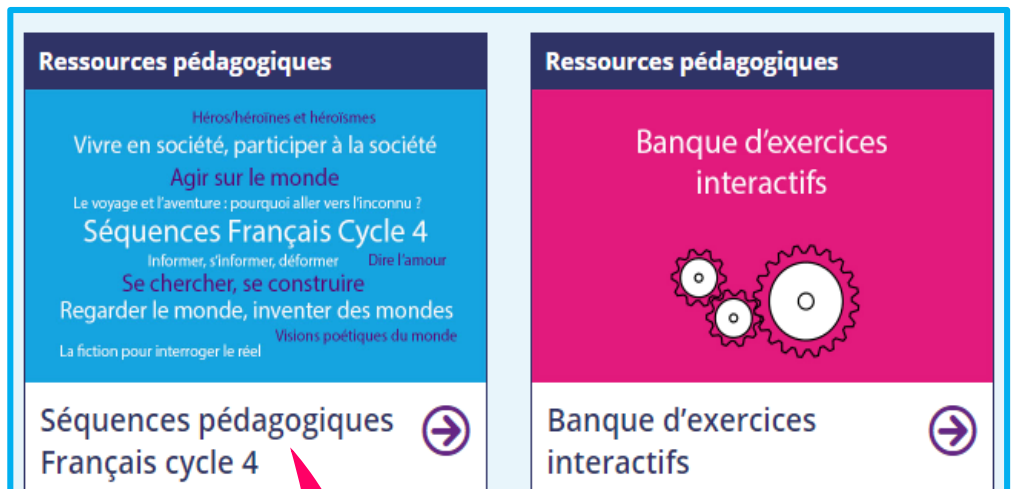 Ressources pédagogiques
Héros/héroïnes et héroïsmes
Vivre en société, participer à la société
Agir sur le monde
Le voyage et l'aventure : pourquoi aller vers l'inconnu ?
Séquences Français Cycle 4
Informer, s'informer, déformer Dire l'amour
Se chercher, se construire
Regarder le monde, inventer des mondes
Visions poétiques du monde
La fiction pour interroger le réel
Séquences pédagogiques
Français cycle 4
Ressources pédagogiques
Banque d'exercices
interactifs
Banque d'exercices
interactifs